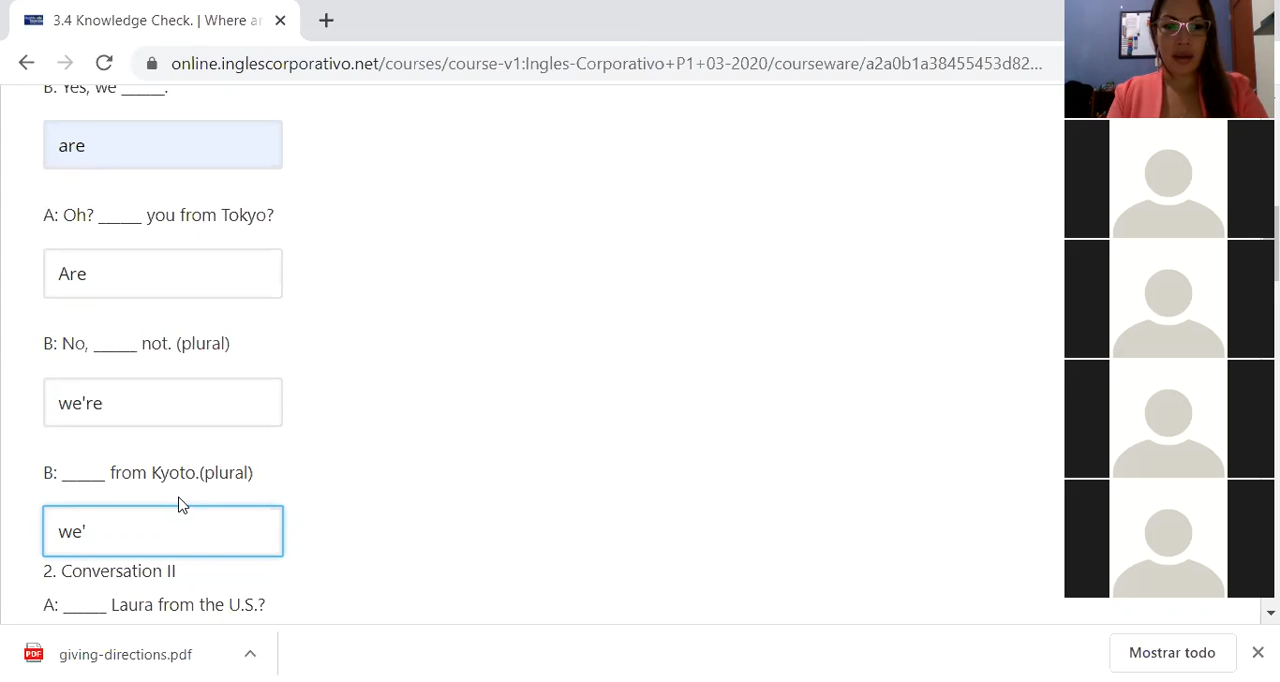 3.4 Knowledge Check. | Where ar
online.inglescorporativo.net/courses/course-v1:Ingles-Corporativo+P1+03-2020/courseware/a2a0b1a38455453d82...
B: Yes, we _____.
are
A: Oh? _____ you from Tokyo?
Are
B: No, _____ not. (plural)
we're
B: _____ from Kyoto.(plural)
we'
2. Conversation II
A: _____ Laura from the U.S.?
PDF giving-directions.pdf
Mostrar todo